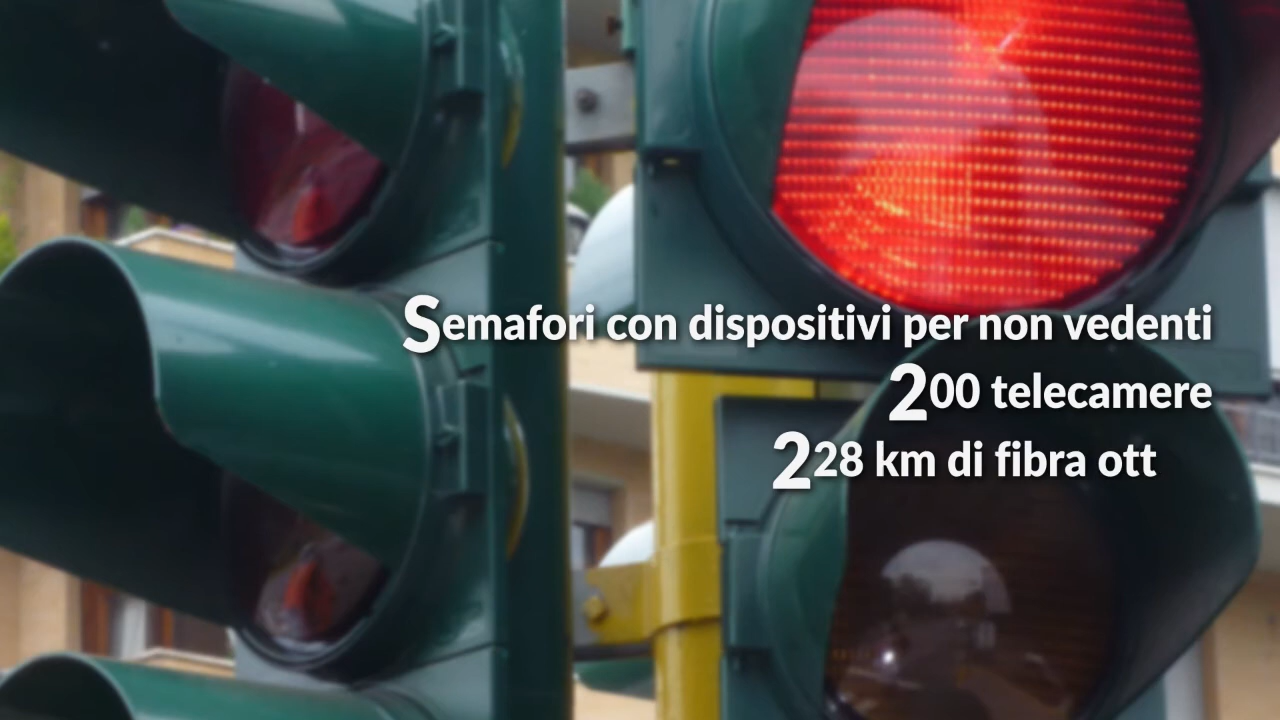 Semafori con dispositivi per non vedenti
200 telecamere
228 km di fibra ott